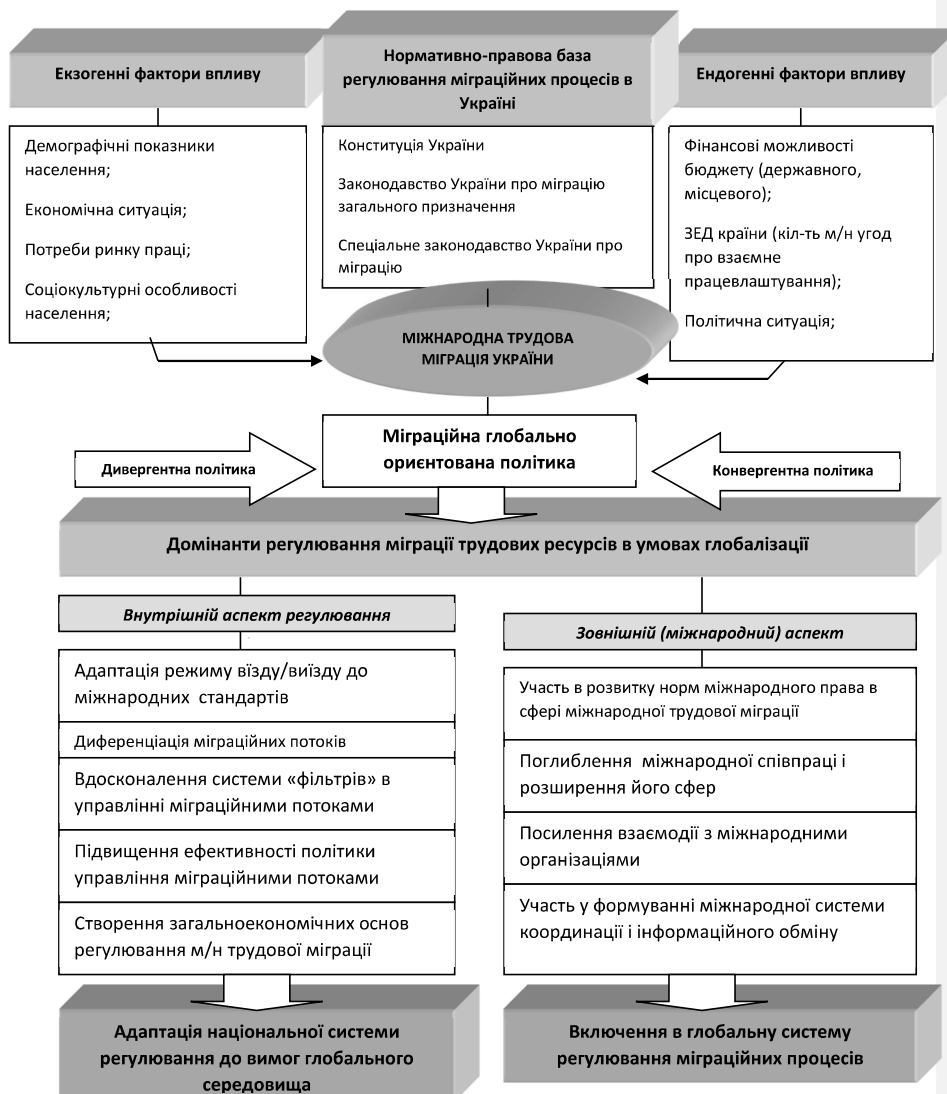 Екзогенні фактори впливу
Демографічні показники
населення;
Економічна ситуація;
Потреби ринку праці;
Соціокультурні особливості
населення;
Нормативно-правова база
регулювання міграційних процесів в
Україні
Конституція України
Законодавство України про міграцію
загального призначення
Спеціальне законодавство України про
міграцію
Ендогенні фактори впливу
Фінансові можливості
бюджету (державного,
місцевого);
ЗЕД країни (кіл-ть м/н угод
про взаємне
працевлаштування);
Політична ситуація;
МІЖНАРОДНА ТРУДОВА
МІГРАЦІЯ УКРАЇНИ
Дивергентна політика
Міграційна глобально
ориєнтована політика
Конвергентна політика
Домінанти регулювання міграції трудових ресурсів в умовах глобалізації
Внутрішній аспект регулювання
Адаптація режиму вїзду/виїзду до
міжнародних стандартів
Диференціація міграційних потоків
Вдосконалення системи «фільтрів» в
управлінні міграційними потоками
Підвищення ефективності політики
управління міграційними потоками
Створення загальноекономічних основ
регулювання м/н трудової міграції
Адаптація національної системи
регулювання до вимог глобального
середовища
Зовнішній (міжнародний) аспект
Участь в розвитку норм міжнародного права в
сфері міжнародної трудової міграції
Поглиблення міжнародної співпраці і
розширення його сфер
Посилення взаємодії з міжнародними
організаціями
Участь у формуванні міжнародної системи
координації і інформаційного обміну
Включення в глобальну систему
регулювання міграційних процесів